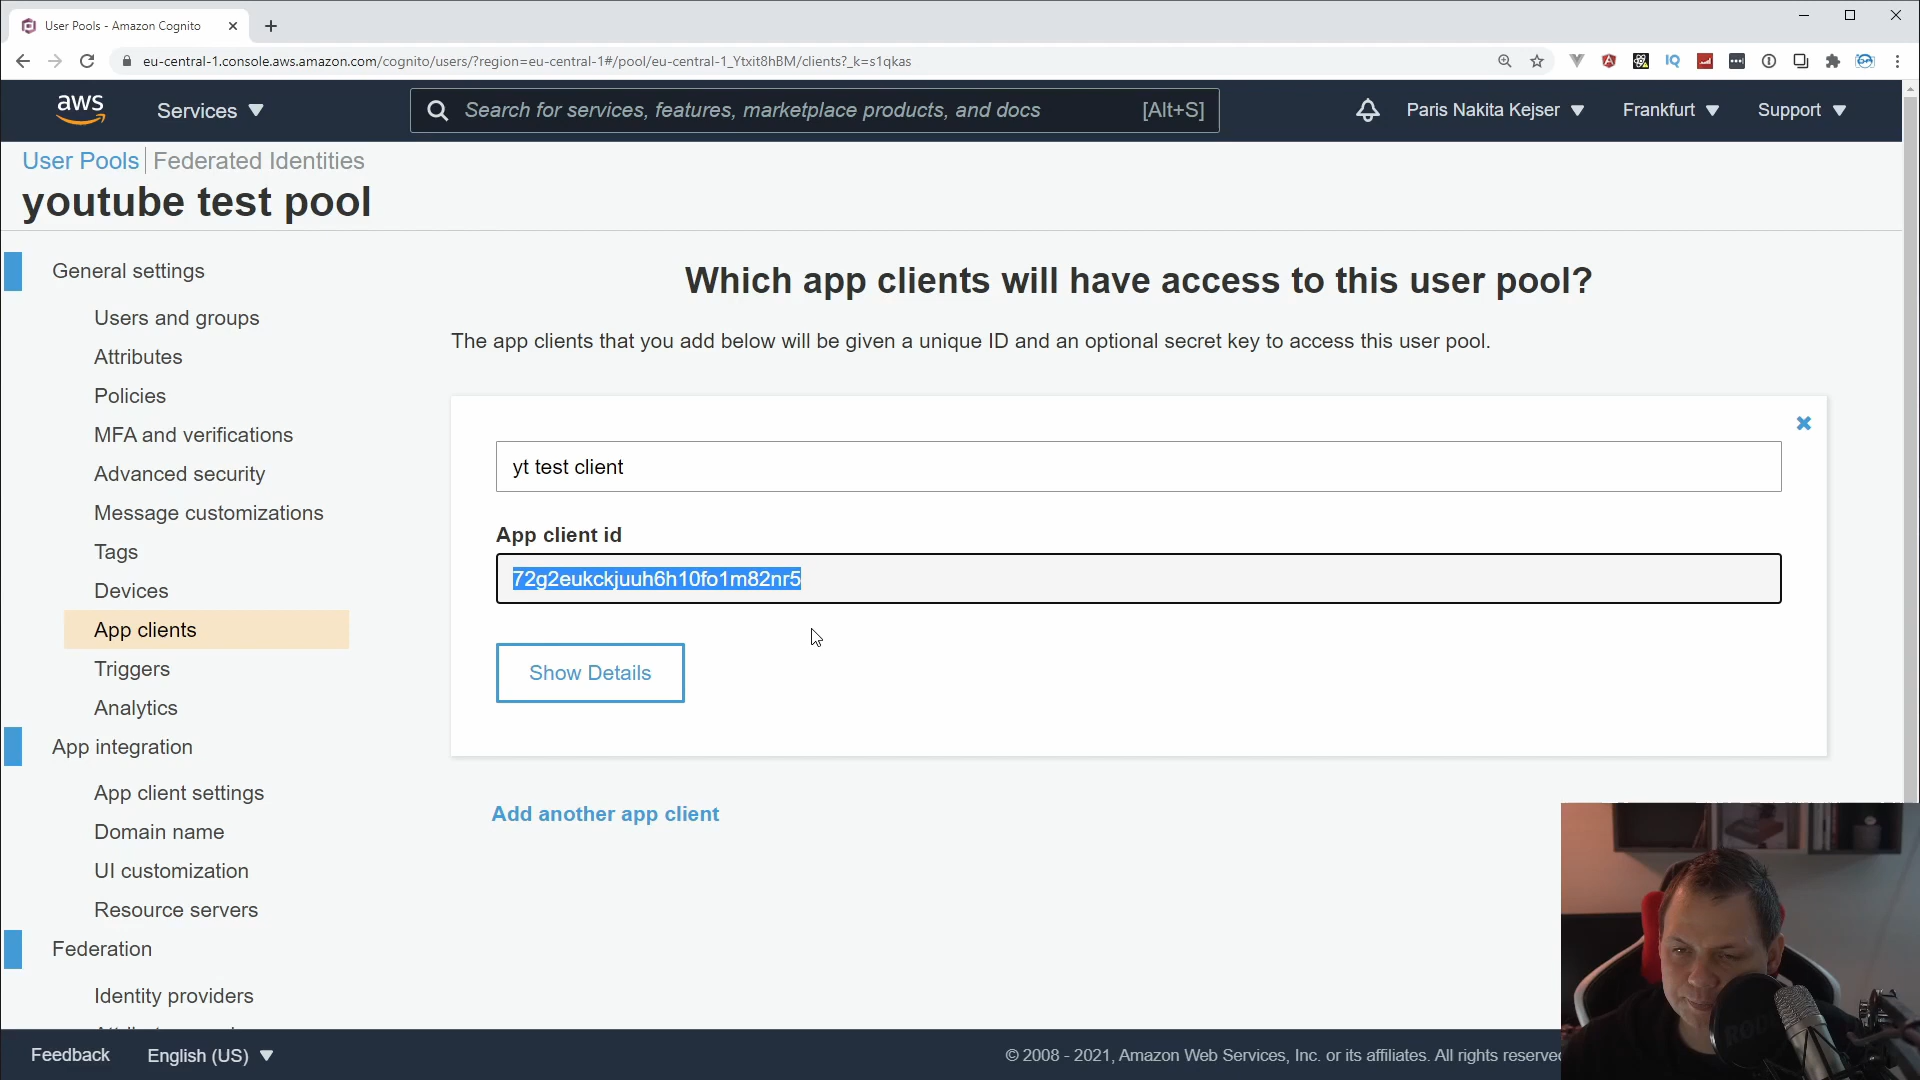 User Pools - Amazon Cognito
eu-central-1.console.aws.amazon.com/cognito/users/?region=eu-central-1#/pool/eu-central-1_Ytxit8hBM/clients?_k=s1qkas
IQ
aws
Services
Search for services, features, marketplace products, and docs
[Alt+S]
Paris Nakita Kejser
Frankfurt
Support
User Pools
Federated Identities
youtube test pool
General settings
Users and groups
Attributes
Policies
MFA and verifications
Advanced security
Message customizations
Tags
Devices
App clients
Triggers
Analytics
App integration
App client settings
Domain name
UI customization
Resource servers
Federation
Identity providers
Which app clients will have access to this user pool?
The app clients that you add below will be given a unique ID and an optional secret key to access this user pool.
yt test client
App client id
72g2eukckjuuh6h10fo1m82nr5
Show Details
Add another app client
Feedback
English (US)
© 2008 - 2021, Amazon Web Services, Inc. or its affiliates. All rights